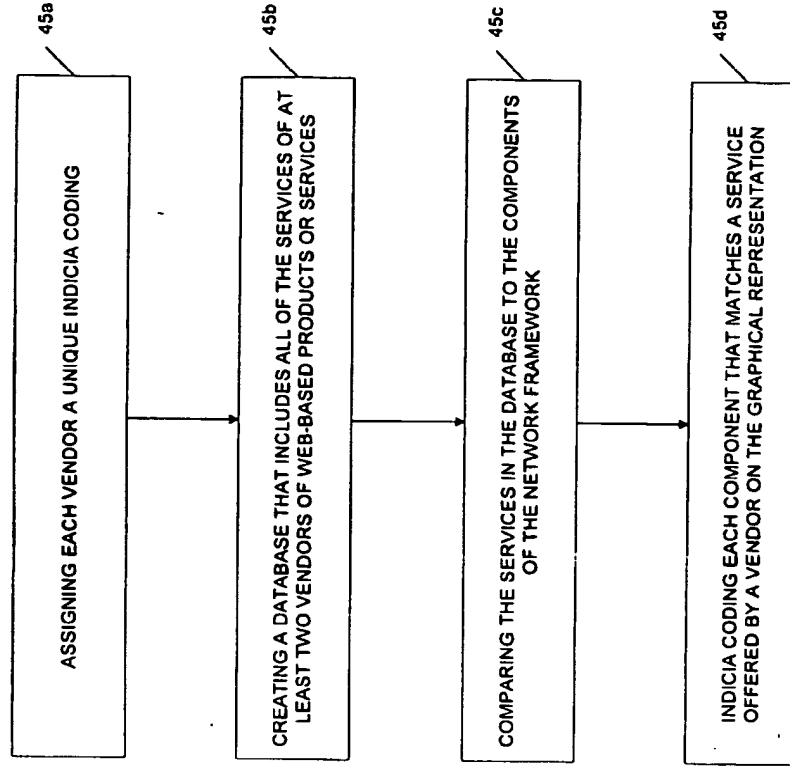 45a
ASSIGNING EACH VENDOR A UNIQUE INDICIA CODING
45b
CREATING A DATABASE THAT INCLUDES ALL OF THE SERVICES OF AT
LEAST TWO VENDORS OF WEB-BASED PRODUCTS OR SERVICES
45c
COMPARING THE SERVICES IN THE DATABASE TO THE COMPONENTS
OF THE NETWORK FRAMEWORK
45d
INDICIA CODING EACH COMPONENT THAT MATCHES A SERVICE
OFFERED BY A VENDOR ON THE GRAPHICAL REPRESENTATION